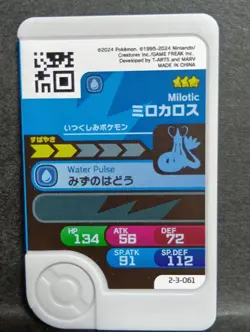 ©2024 Pokémon. ©1995-2024 Nintendo/
Creatures Inc./GAME FREAK inc.
Developed by T-ARTS and MARV
MADE IN CHINA
Milotic
ミロカロス
いつくしみポケモン
すばやさ
Water Pulse
みずのはどう
HP 134 ATK 56 DEF 72
SP.ATK 91 SP.DEF 112
2-3-061